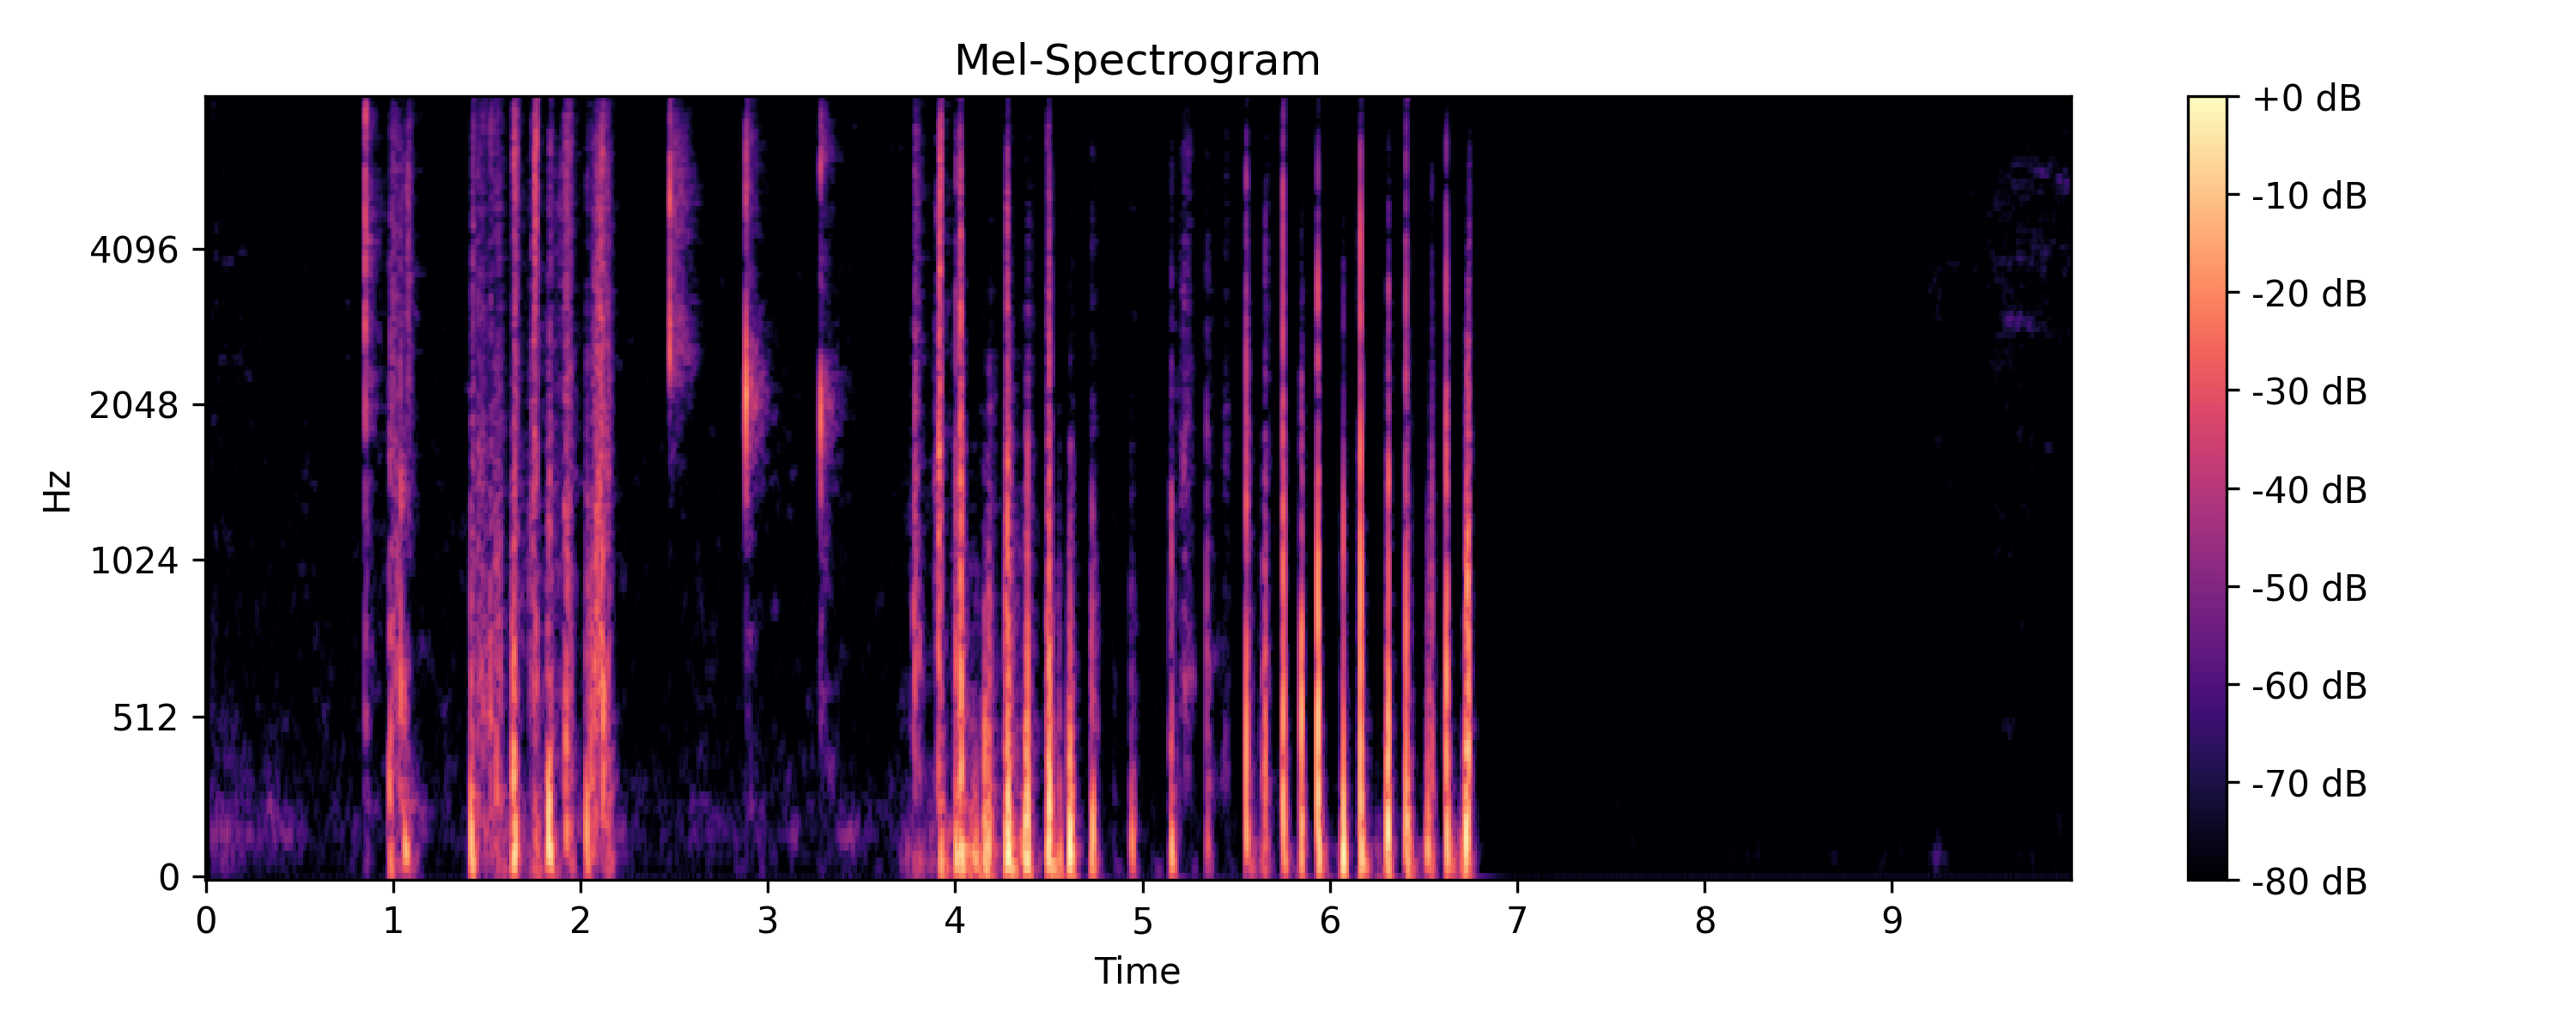 Mel-Spectrogram
+0 dB
-10 dB
-20 dB
-30 dB
-40 dB
-50 dB
-60 dB
-70 dB
-80 dB
Hz
4096
2048
1024
512
0
0 1 2 3 4 5 6 7 8 9
Time